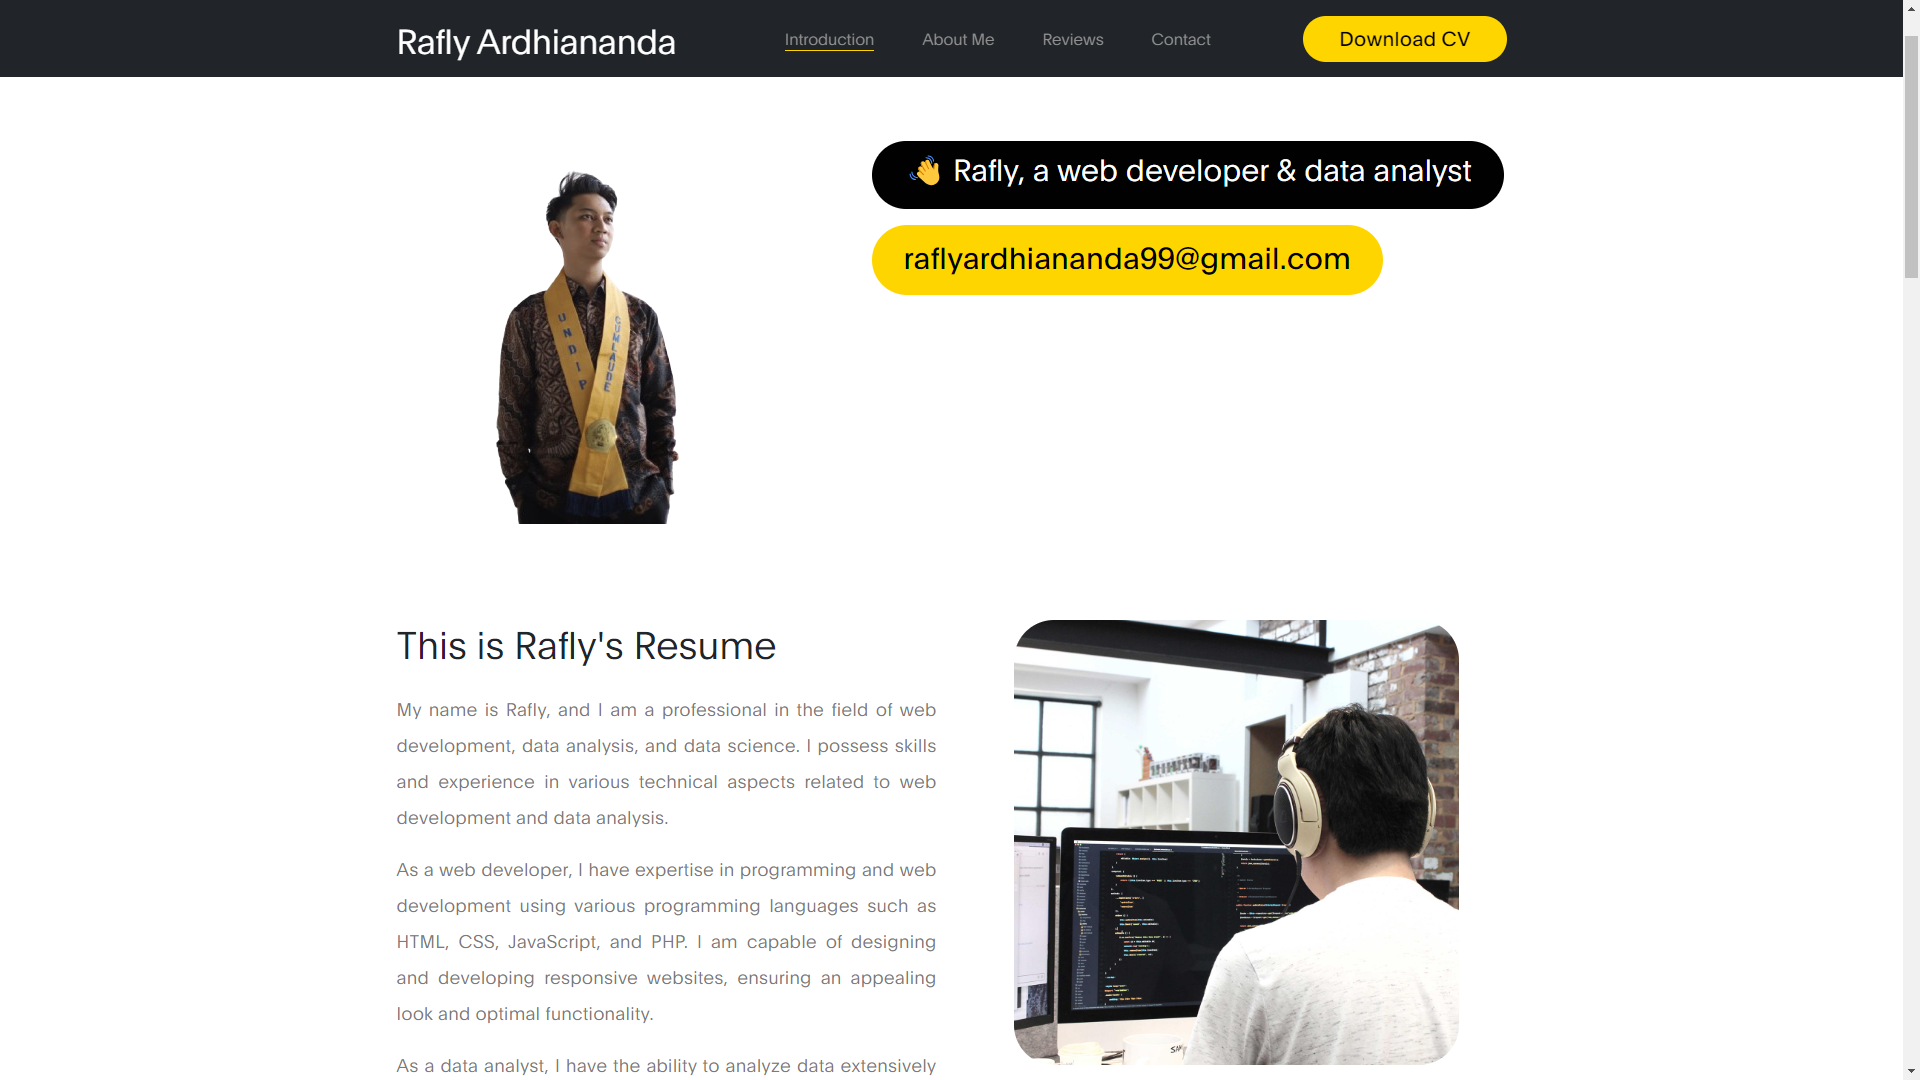 Rafly Ardhiananda
Introduction
About Me
Reviews
Contact
Download CV
👋 Rafly, a web developer & data analyst
raflyardhiananda99@gmail.com
UNDIP
CUMLAUDE
This is Rafly's Resume
My name is Rafly, and I am a professional in the field of web
development, data analysis, and data science. I possess skills
and experience in various technical aspects related to web
development and data analysis.
As a web developer, I have expertise in programming and web
development using various programming languages such as
HTML, CSS, JavaScript, and PHP. I am capable of designing
and developing responsive websites, ensuring an appealing
look and optimal functionality.
As a data analyst, I have the ability to analyze data extensively